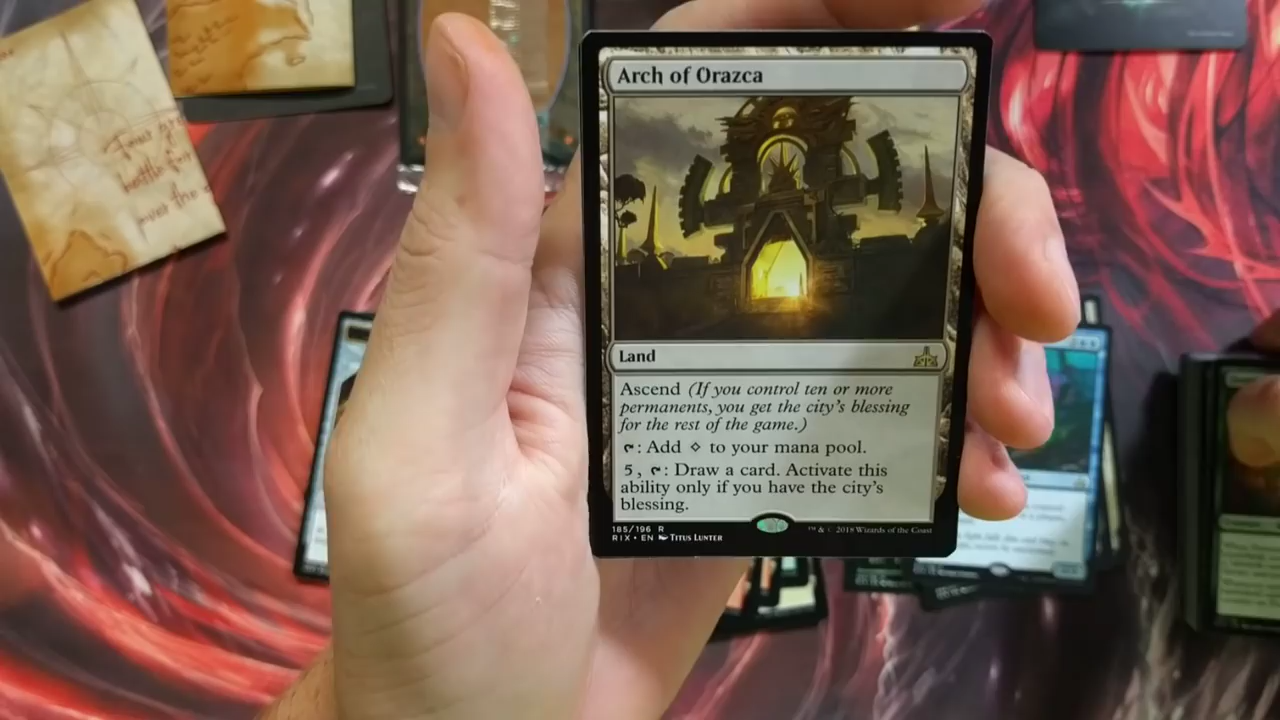 Arch of Orazca
Land
Ascend (If you control ten or more
permanents, you get the city's blessing
for the rest of the game.)
: Add to your mana pool.
5, : Draw a card. Activate this
ability only if you have the city's
blessing.
185/196 R
RIX • EN Titus Lunter
™ & © 2018 Wizards of the Coast
over the